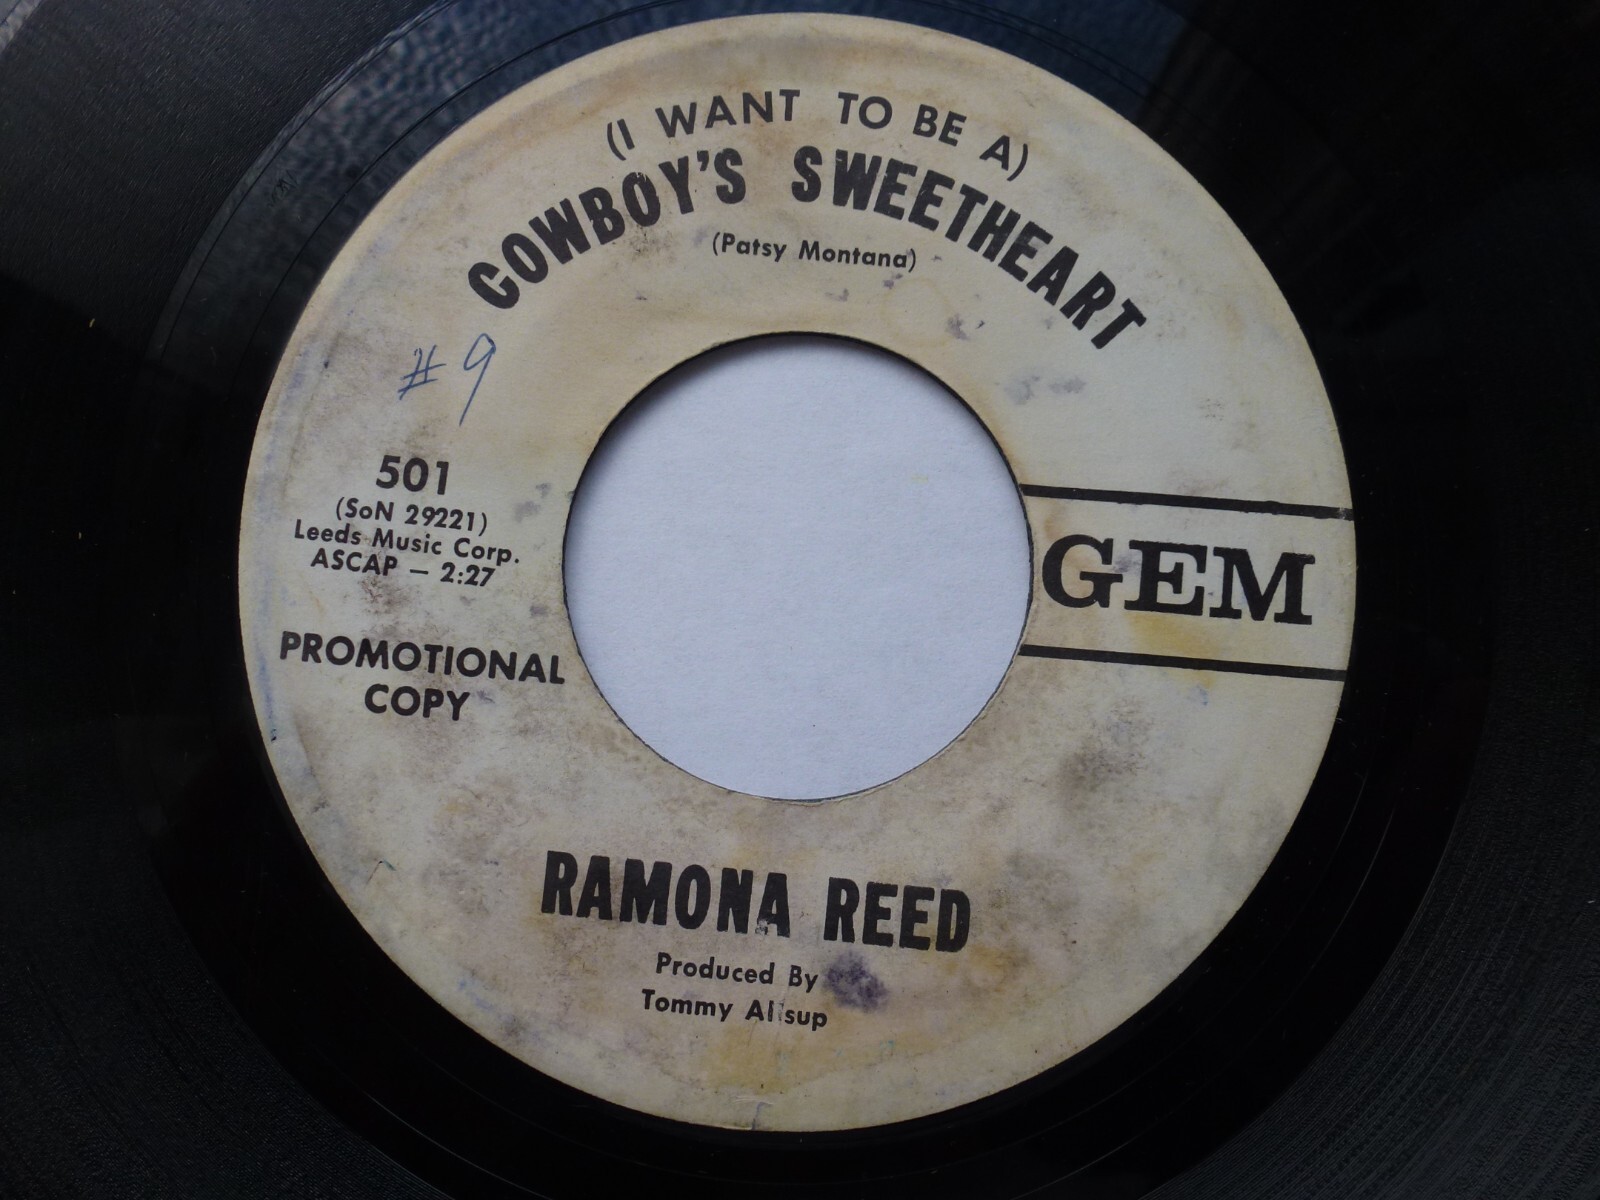 (I WANT TO BE A)
COWBOY'S SWEETHEART
(Patsy Montana)
#9
501
(SoN 29221)
Leeds Music Corp.
ASCAP — 2:27
PROMOTIONAL
COPY
GEM
RAMONA REED
Produced By
Tommy Allsup